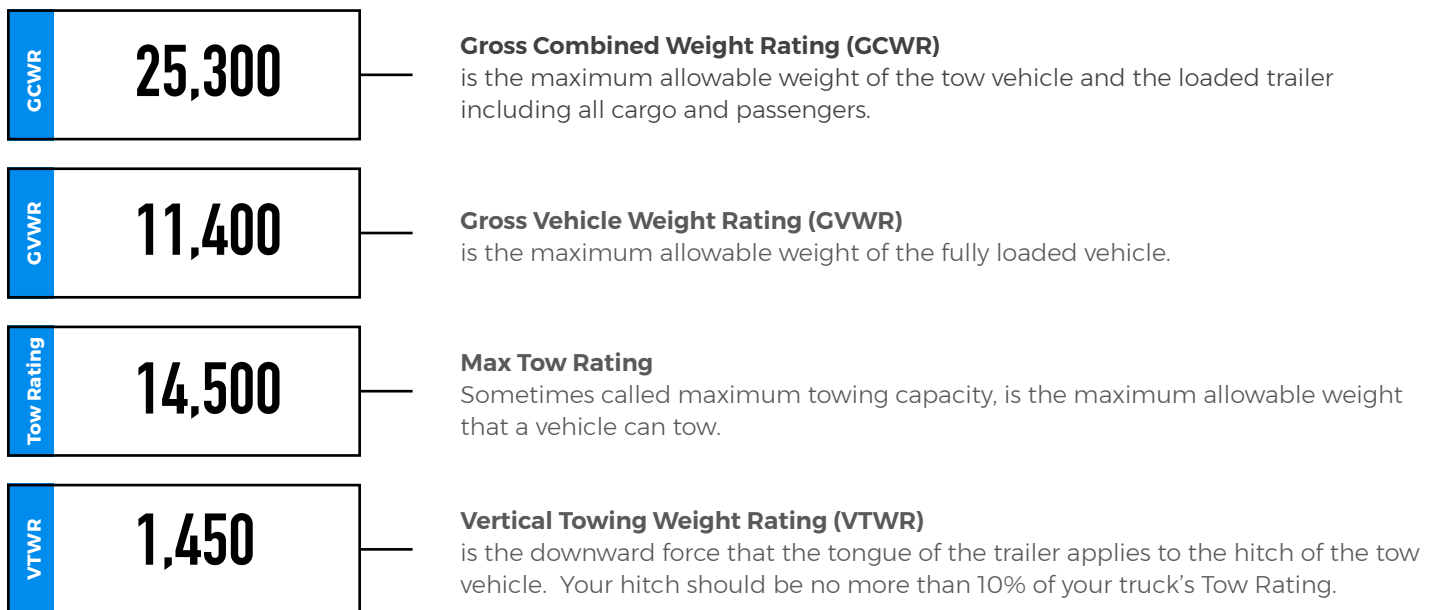 GCWR
25,300
Gross Combined Weight Rating (GCWR)
is the maximum allowable weight of the tow vehicle and the loaded trailer
including all cargo and passengers.
GVWR
11,400
Gross Vehicle Weight Rating (GVWR)
is the maximum allowable weight of the fully loaded vehicle.
Tow Rating
14,500
Max Tow Rating
Sometimes called maximum towing capacity, is the maximum allowable weight
that a vehicle can tow.
VTWR
1,450
Vertical Towing Weight Rating (VTWR)
is the downward force that the tongue of the trailer applies to the hitch of the tow
vehicle.  Your hitch should be no more than 10% of your truck's Tow Rating.